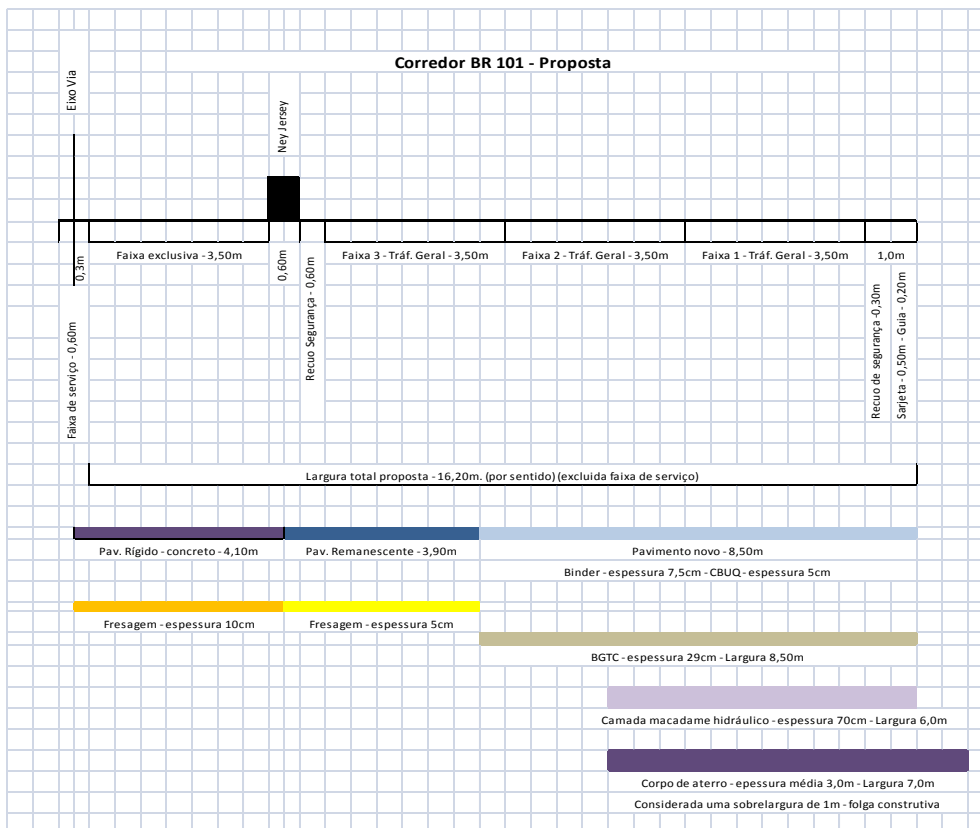 Corredor BR 101 - Proposta
Eixo Via
Ney Jersey
Faixa exclusiva - 3,50m
Faixa 3 - Tráf. Geral - 3,50m
Faixa 2 - Tráf. Geral - 3,50m
Faixa 1 - Tráf. Geral - 3,50m
1,0m
0,3m
0,60m
Faixa de serviço - 0,60m
Recuo Segurança - 0,60m
Recuo de segurança -0,30m
Sarjeta - 0,50m - Guia - 0,20m
Largura total proposta - 16,20m. (por sentido) (excluida faixa de serviço)
Pav. Rígido - concreto - 4,10m
Pav. Remanescente - 3,90m
Pavimento novo - 8,50m
Binder - espessura 7,5cm - CBUQ - espessura 5cm
Fresagem - espessura 10cm
Fresagem - espessura 5cm
BGTC - espessura 29cm - Largura 8,50m
Camada macadame hidráulico - espessura 70cm - Largura 6,0m
Corpo de aterro - epessura média 3,0m - Largura 7,0m
Considerada uma sobrelargura de 1m - folga construtiva